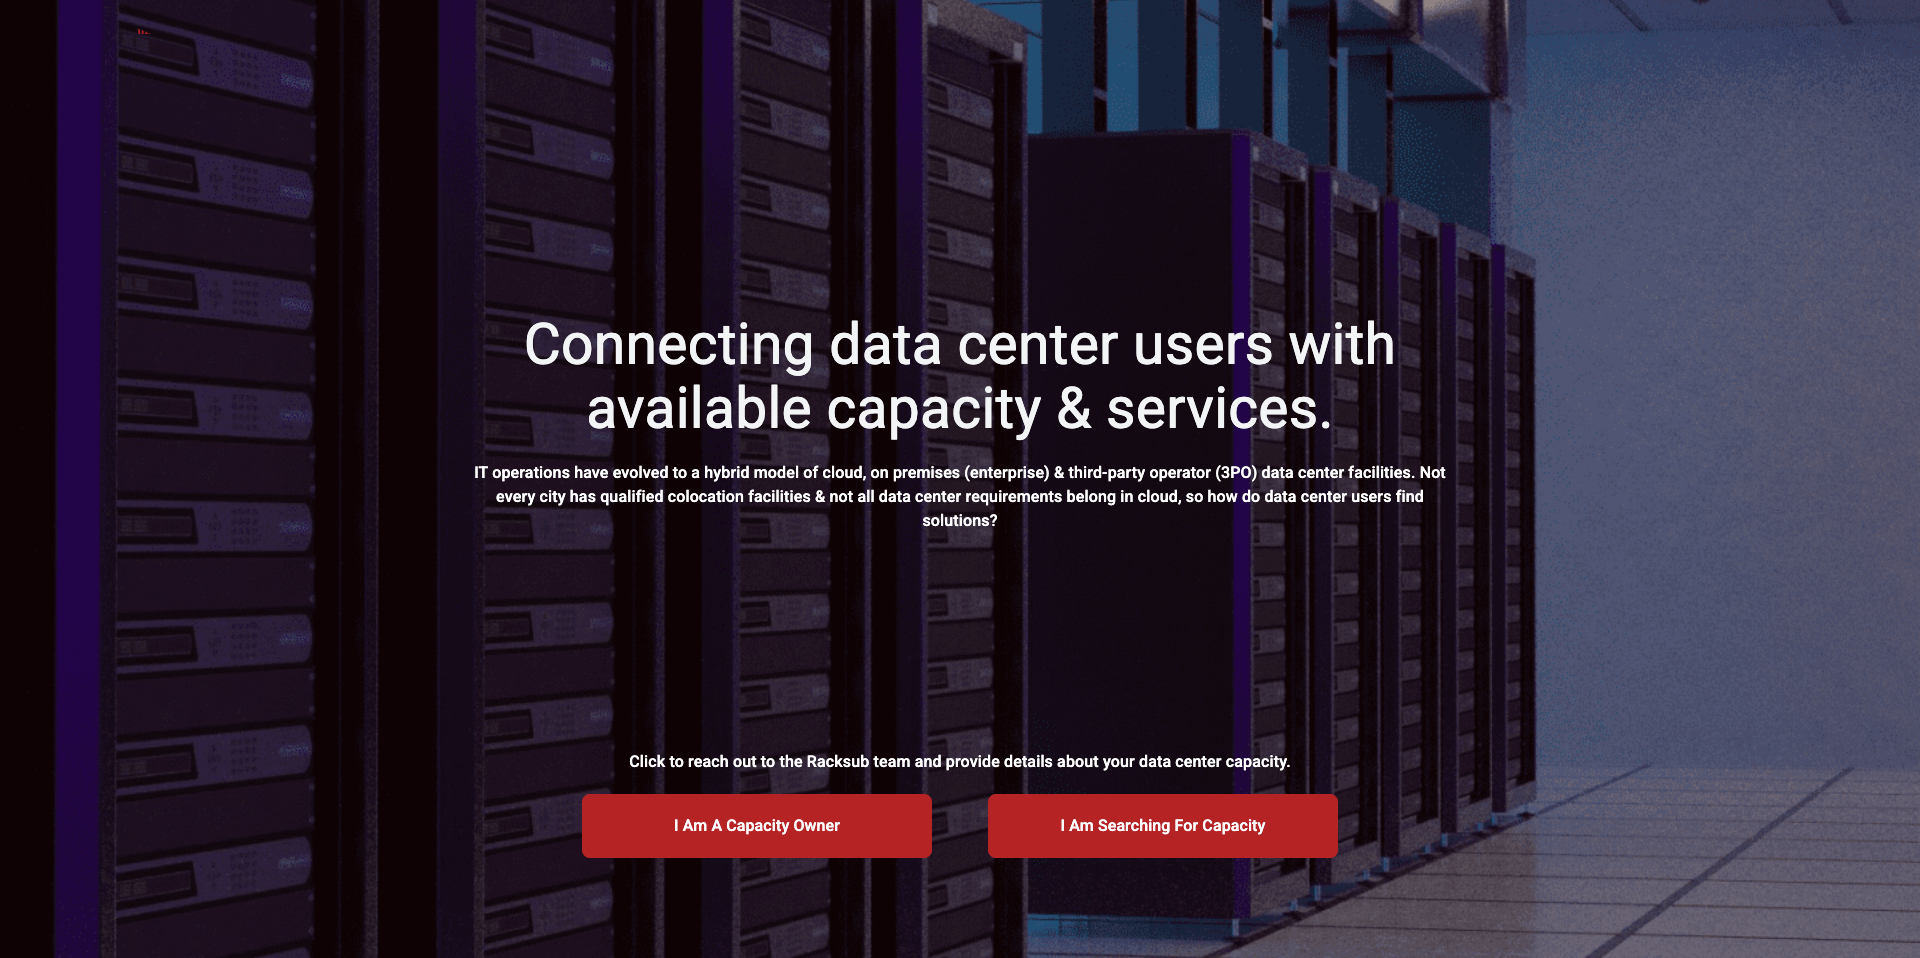 Connecting data center users with
available capacity & services.
IT operations have evolved to a hybrid model of cloud, on premises (enterprise) & third-party operator (3PO) data center facilities. Not
every city has qualified colocation facilities & not all data center requirements belong in cloud, so how do data center users find
solutions?
Click to reach out to the Racksub team and provide details about your data center capacity.
I Am A Capacity Owner
I Am Searching For Capacity